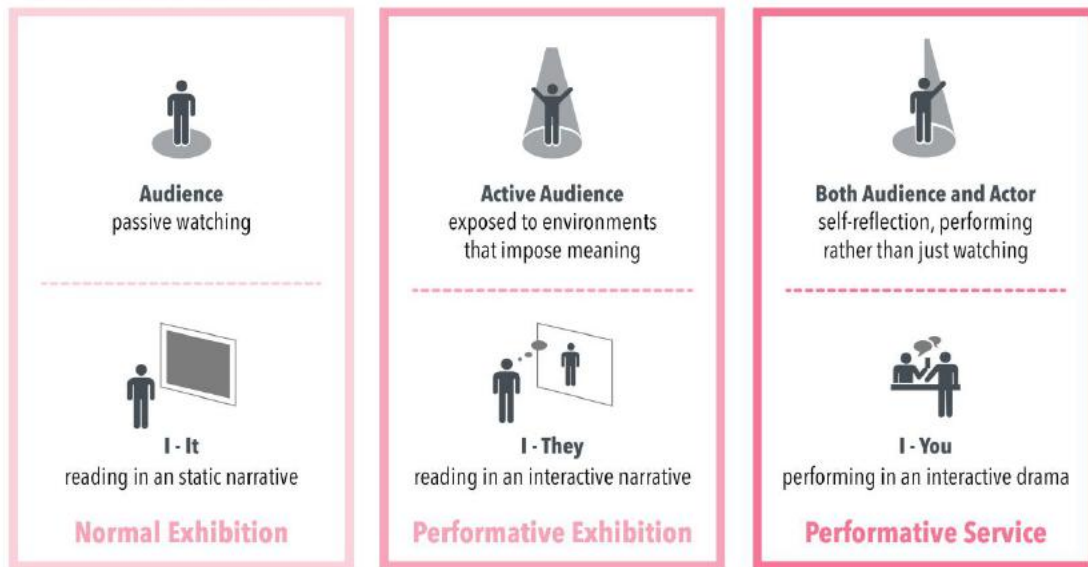 Audience
passive watching
I - It
reading in an static narrative
Normal Exhibition
Active Audience
exposed to environments
that impose meaning
I - They
reading in an interactive narrative
Performative Exhibition
Both Audience and Actor
self-reflection, performing
rather than just watching
I - You
performing in an interactive drama
Performative Service